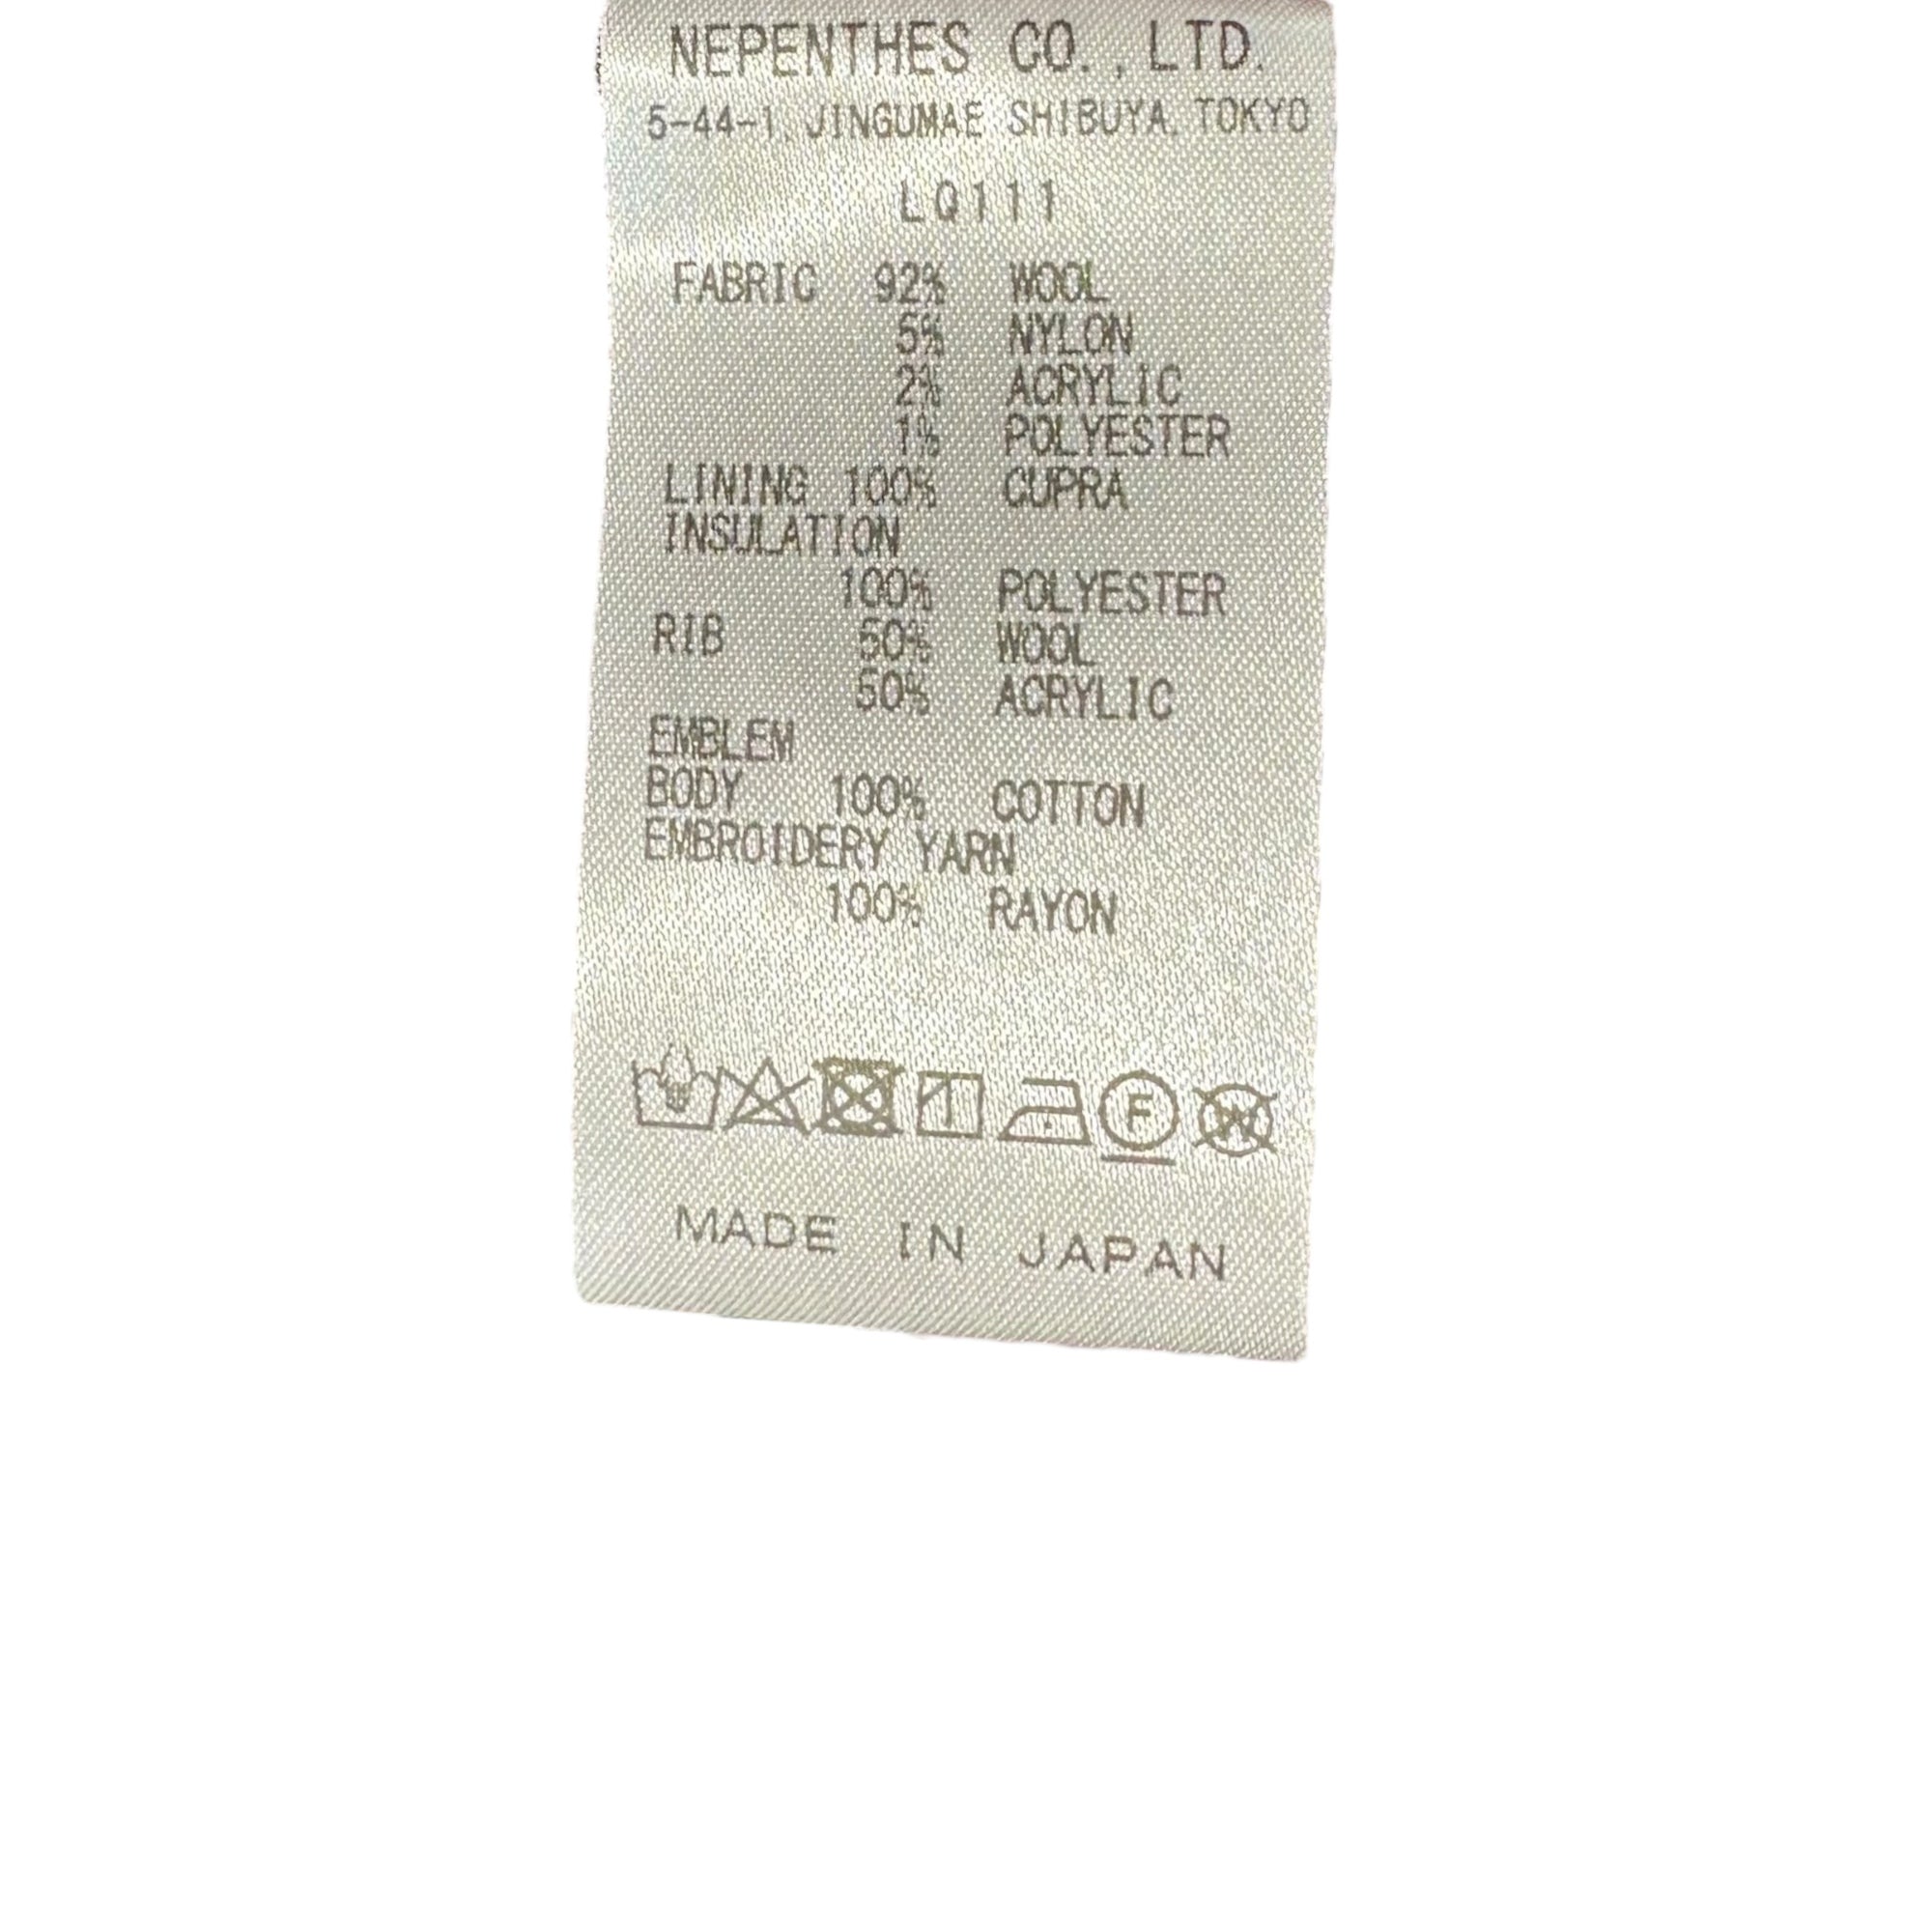 NEPENTHES CO., LTD.
5-44-1, JINGUMAE SHIBUYA, TOKYO
LQ111
FABRIC 92% WOOL
5% NYLON
2% ACRYLIC
1% POLYESTER
LINING 100% CUPRA
INSULATION
100% POLYESTER
RIB 50% WOOL
50% ACRYLIC
EMBLEM
BODY 100% COTTON
EMBROIDERY YARN
100% RAYON
F W
MADE IN JAPAN